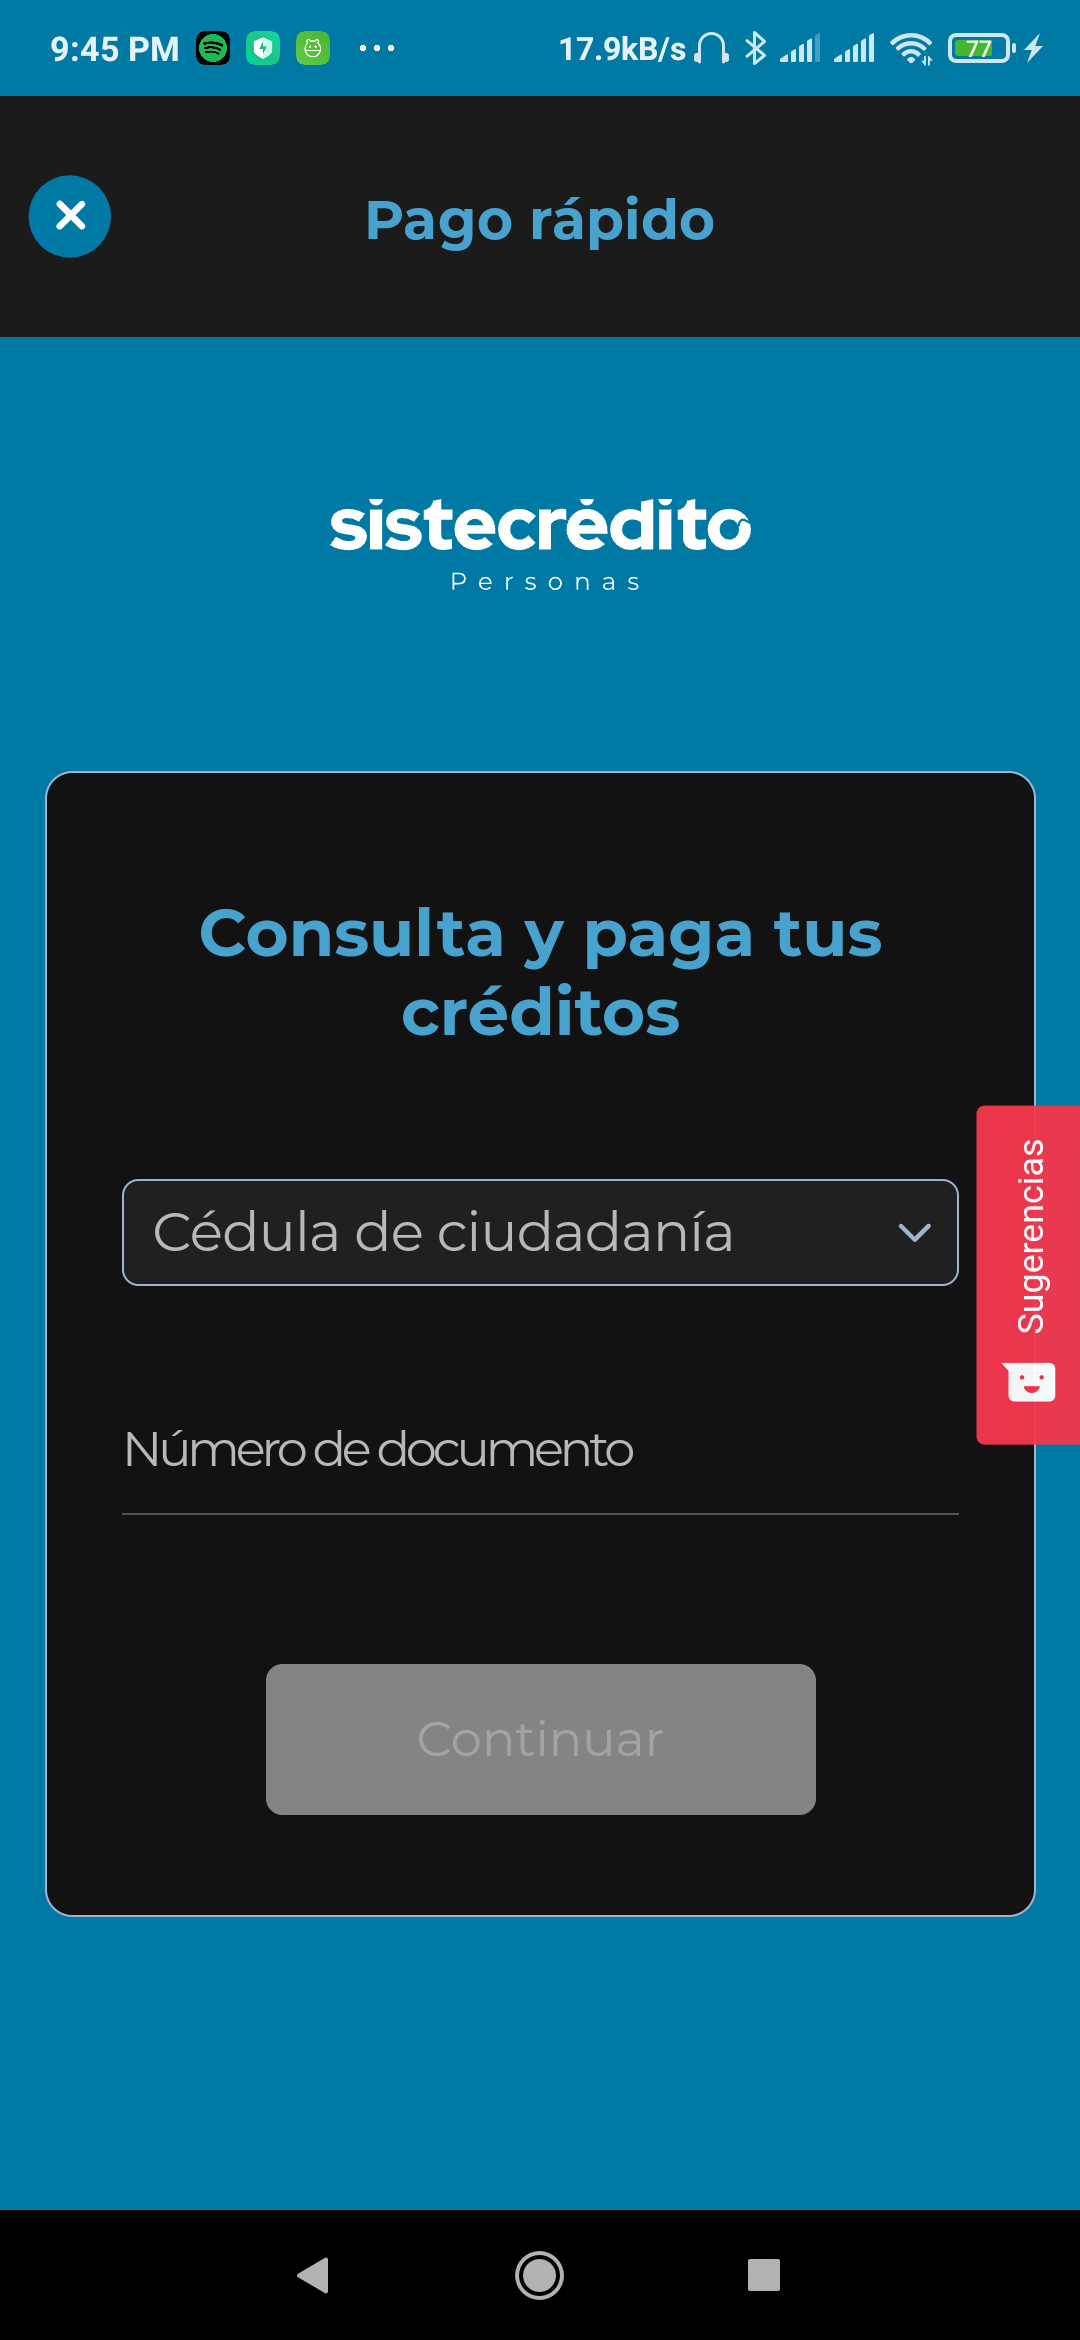 9:45 PM 17.9kB/s 77
Pago rápido
sistecrédito
Personas
Consulta y paga tus
créditos
Cédula de ciudadanía
Sugerencias
Número de documento
Continuar